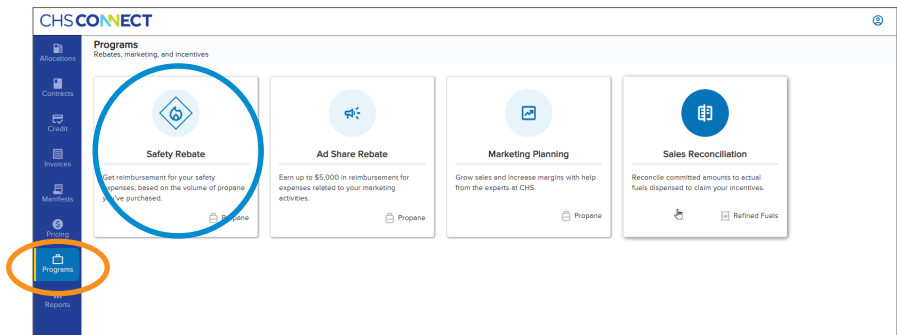 CHS CONNECT
Programs
Rebates, marketing, and incentives
Allocations
Contracts
Credit
Invoices
Manifests
Pricing
Programs
Reports
Safety Rebate
Get reimbursement for your safety
expenses, based on the volume of propane
you've purchased.
Propane
Ad Share Rebate
Earn up to $5,000 in reimbursement for
expenses related to your marketing
activities.
Propane
Marketing Planning
Grow sales and increase margins with help
from the experts at CHS.
Propane
Sales Reconciliation
Reconcile committed amounts to actual
fuels dispensed to claim your incentives.
Refined Fuels